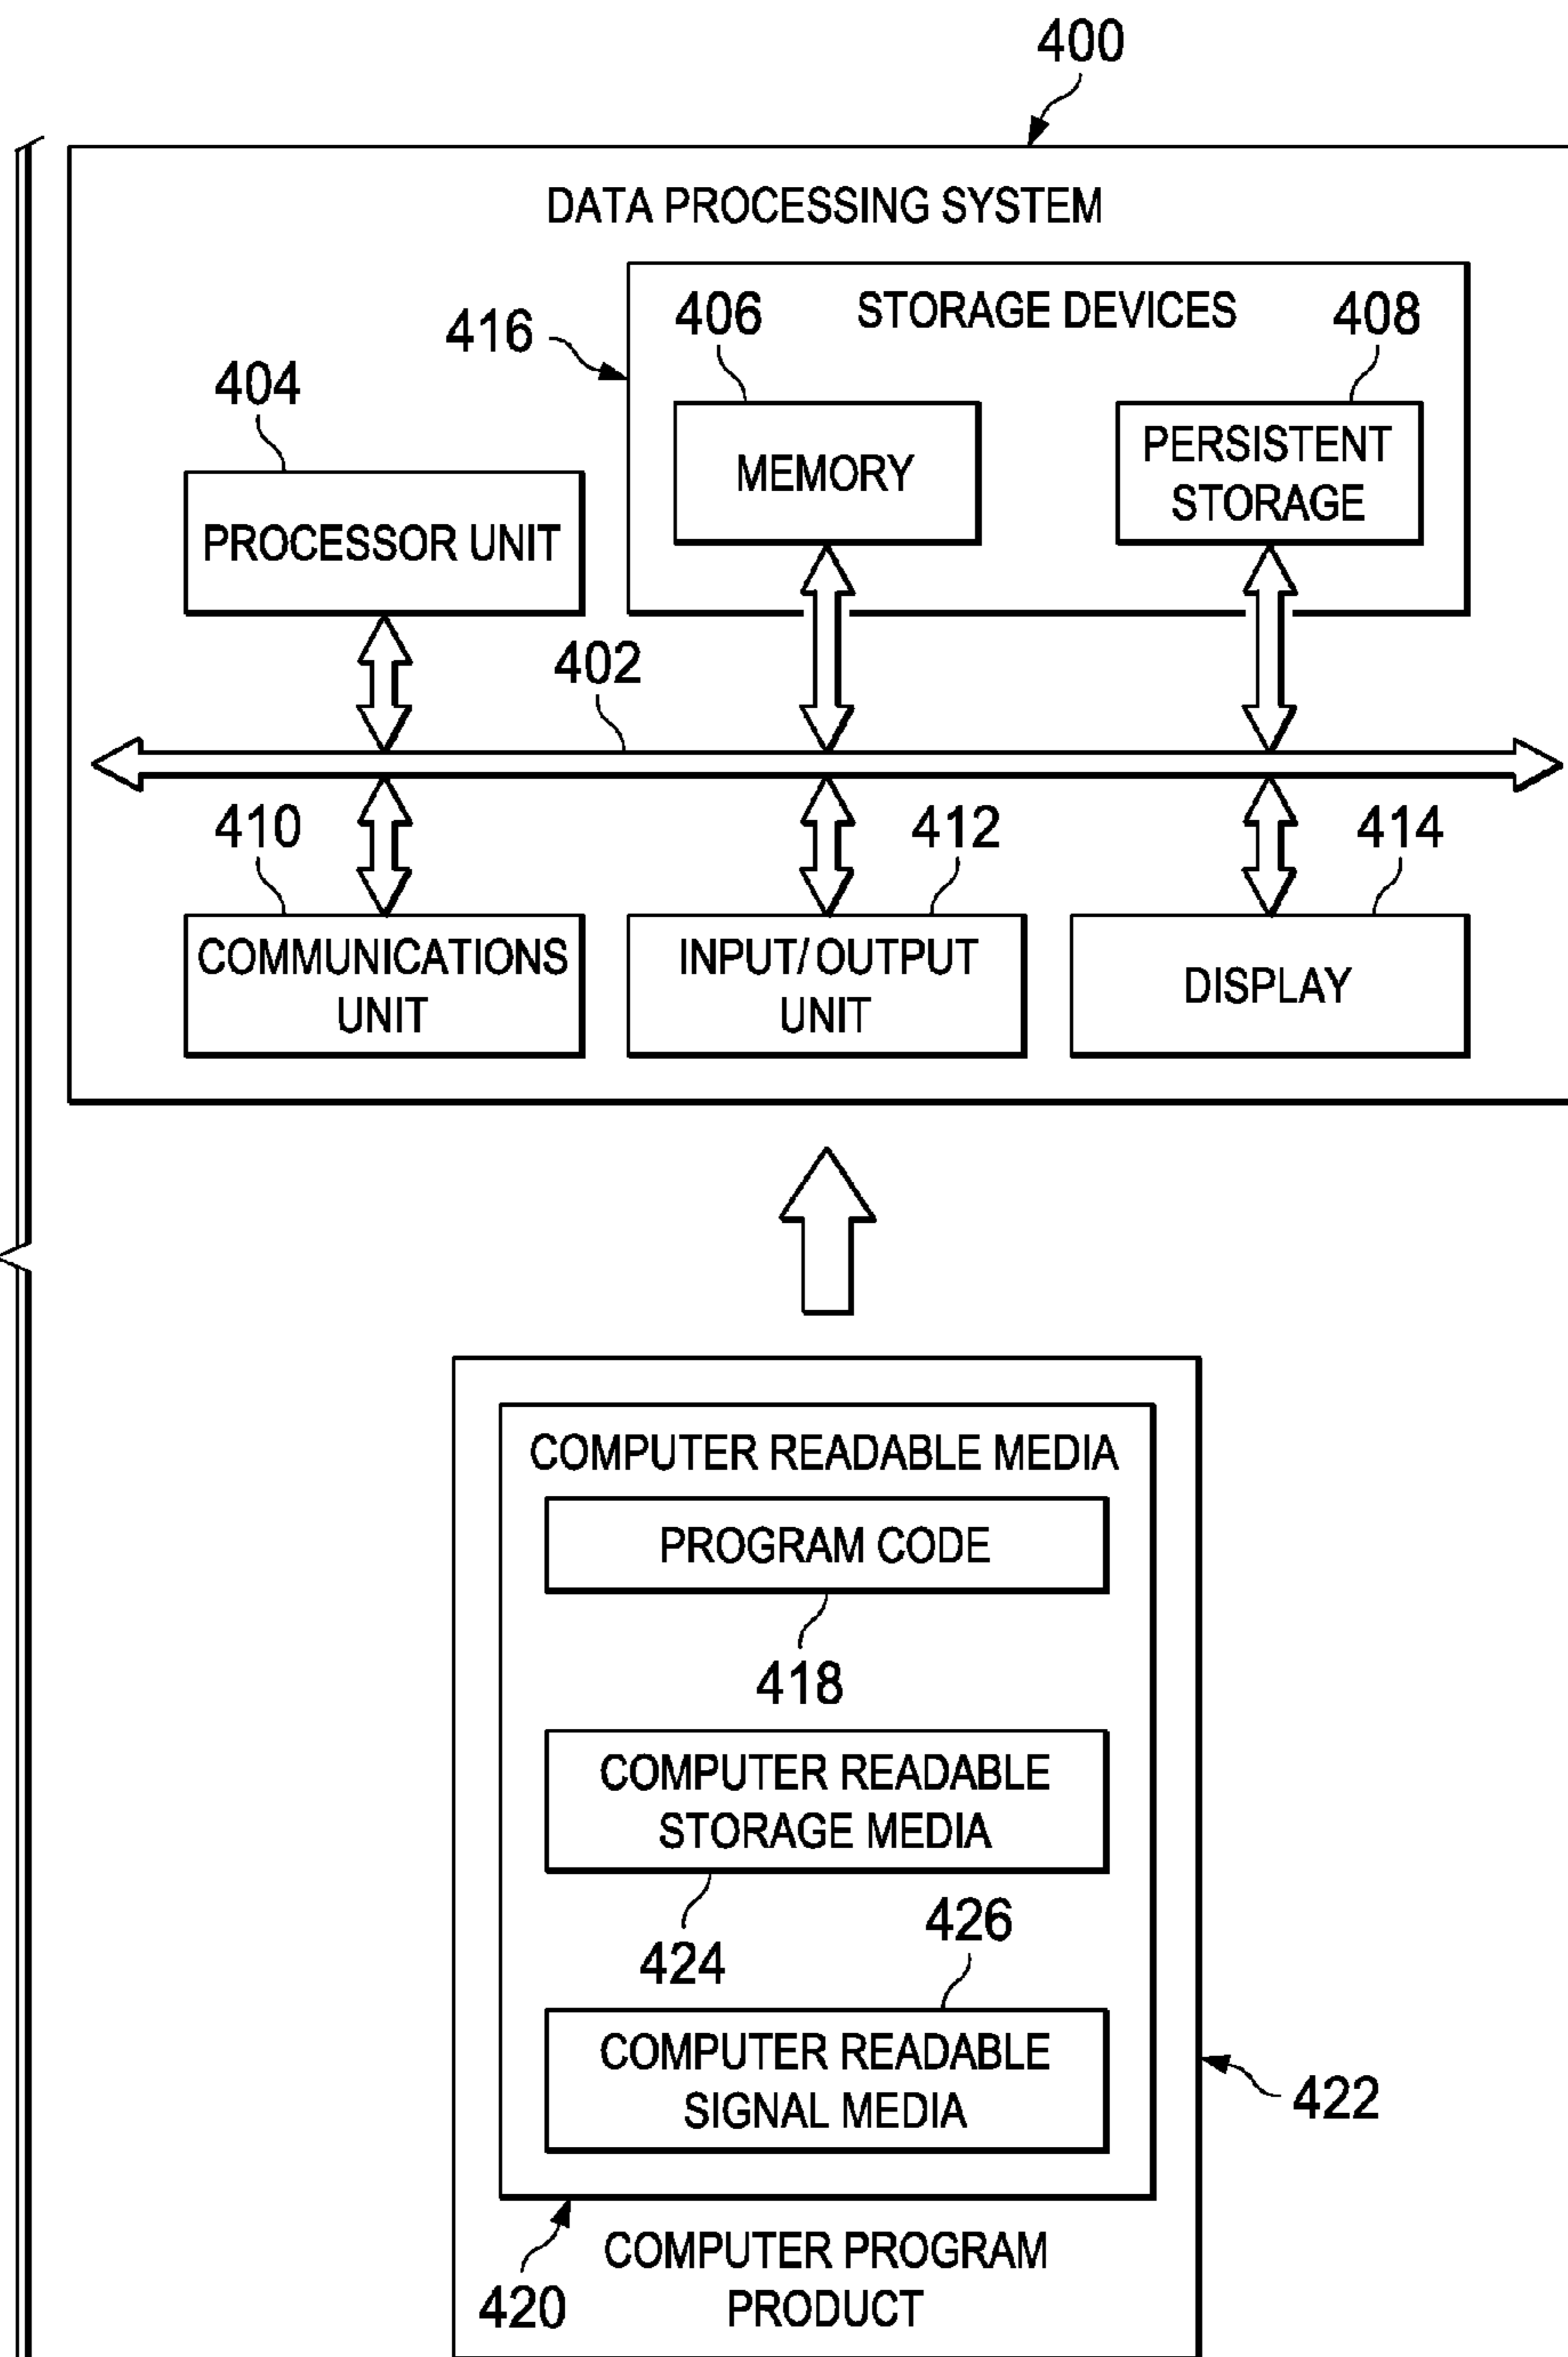 400
DATA PROCESSING SYSTEM
416
406
STORAGE DEVICES
408
404
MEMORY
PERSISTENT
STORAGE
PROCESSOR UNIT
402
410
412
414
COMMUNICATIONS
UNIT
INPUT/OUTPUT
UNIT
DISPLAY
COMPUTER READABLE MEDIA
PROGRAM CODE
418
COMPUTER READABLE
STORAGE MEDIA
424
426
COMPUTER READABLE
SIGNAL MEDIA
422
420
COMPUTER PROGRAM
PRODUCT